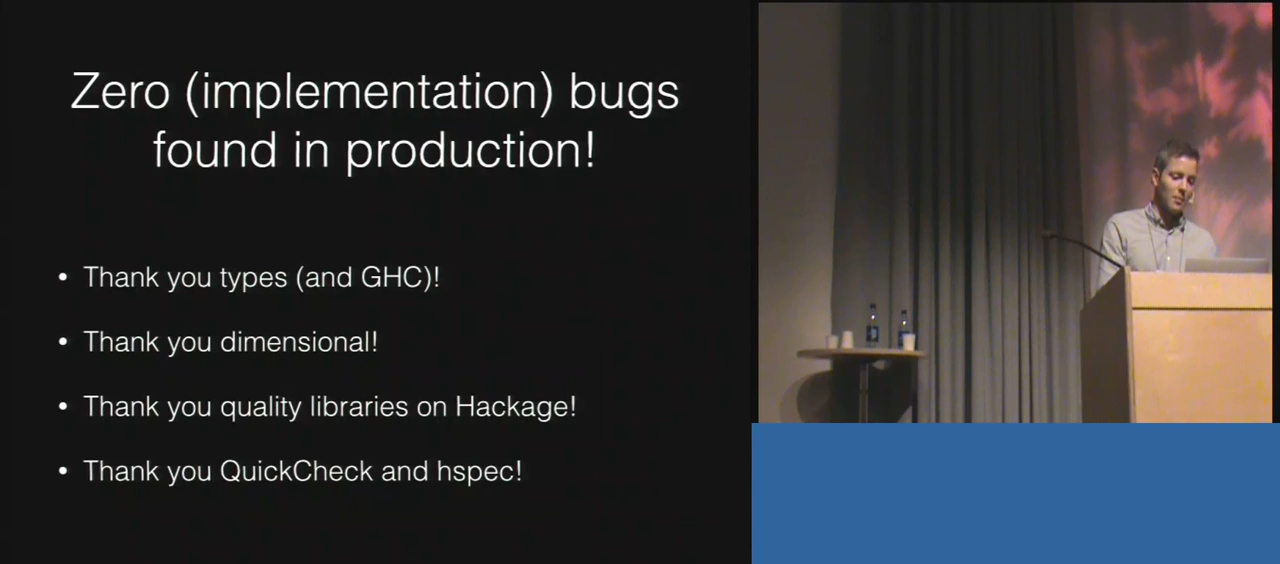 Zero (implementation) bugs
found in production!
• Thank you types (and GHC)!
• Thank you dimensional!
• Thank you quality libraries on Hackage!
• Thank you QuickCheck and hspec!